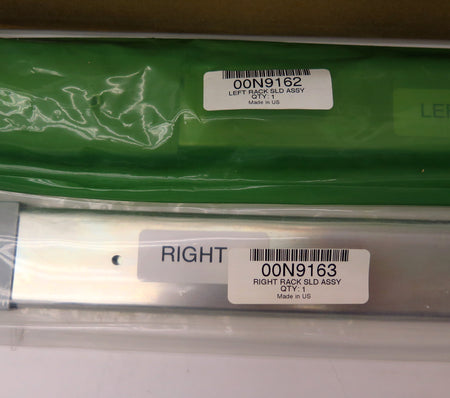 00N9162
LEFT RACK SLD ASSY
QTY: 1
Made in US
LE
RIGHT
00N9163
RIGHT RACK SLD ASSY
QTY: 1
Made in US